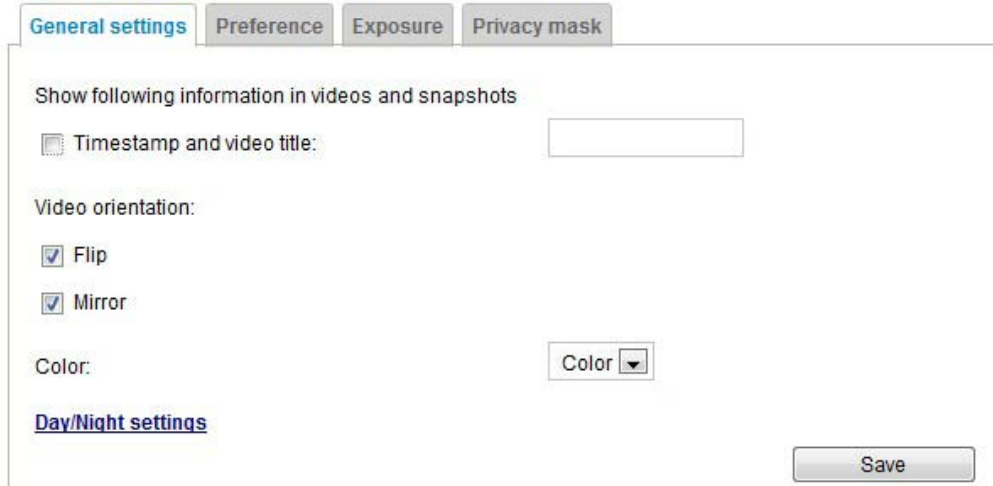 General settings Preference Exposure Privacy mask
Show following information in videos and snapshots
Timestamp and video title:
Video orientation:
Flip
Mirror
Color: Color
Day/Night settings
Save